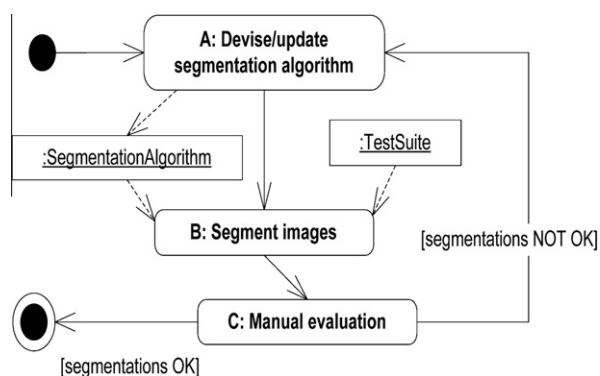 A: Devise/update
segmentation algorithm
:SegmentationAlgorithm
:TestSuite
B: Segment images
[segmentations NOT OK]
C: Manual evaluation
[segmentations OK]